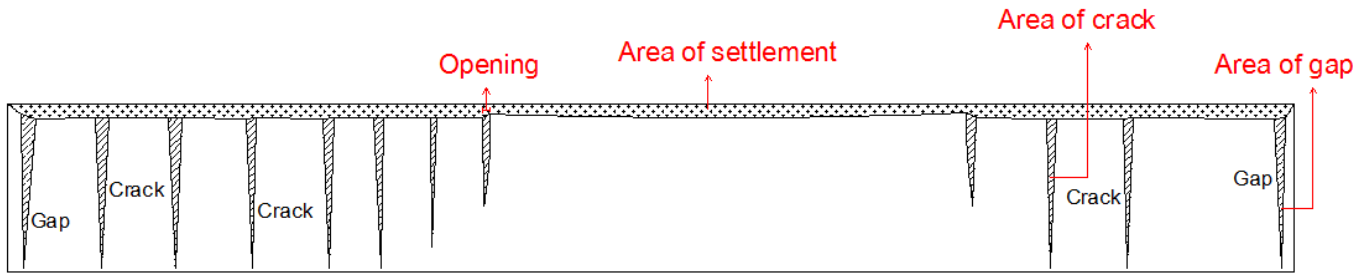 Area of crack
Opening
Area of settlement
Area of gap
Crack
Gap
Crack
Crack
Gap